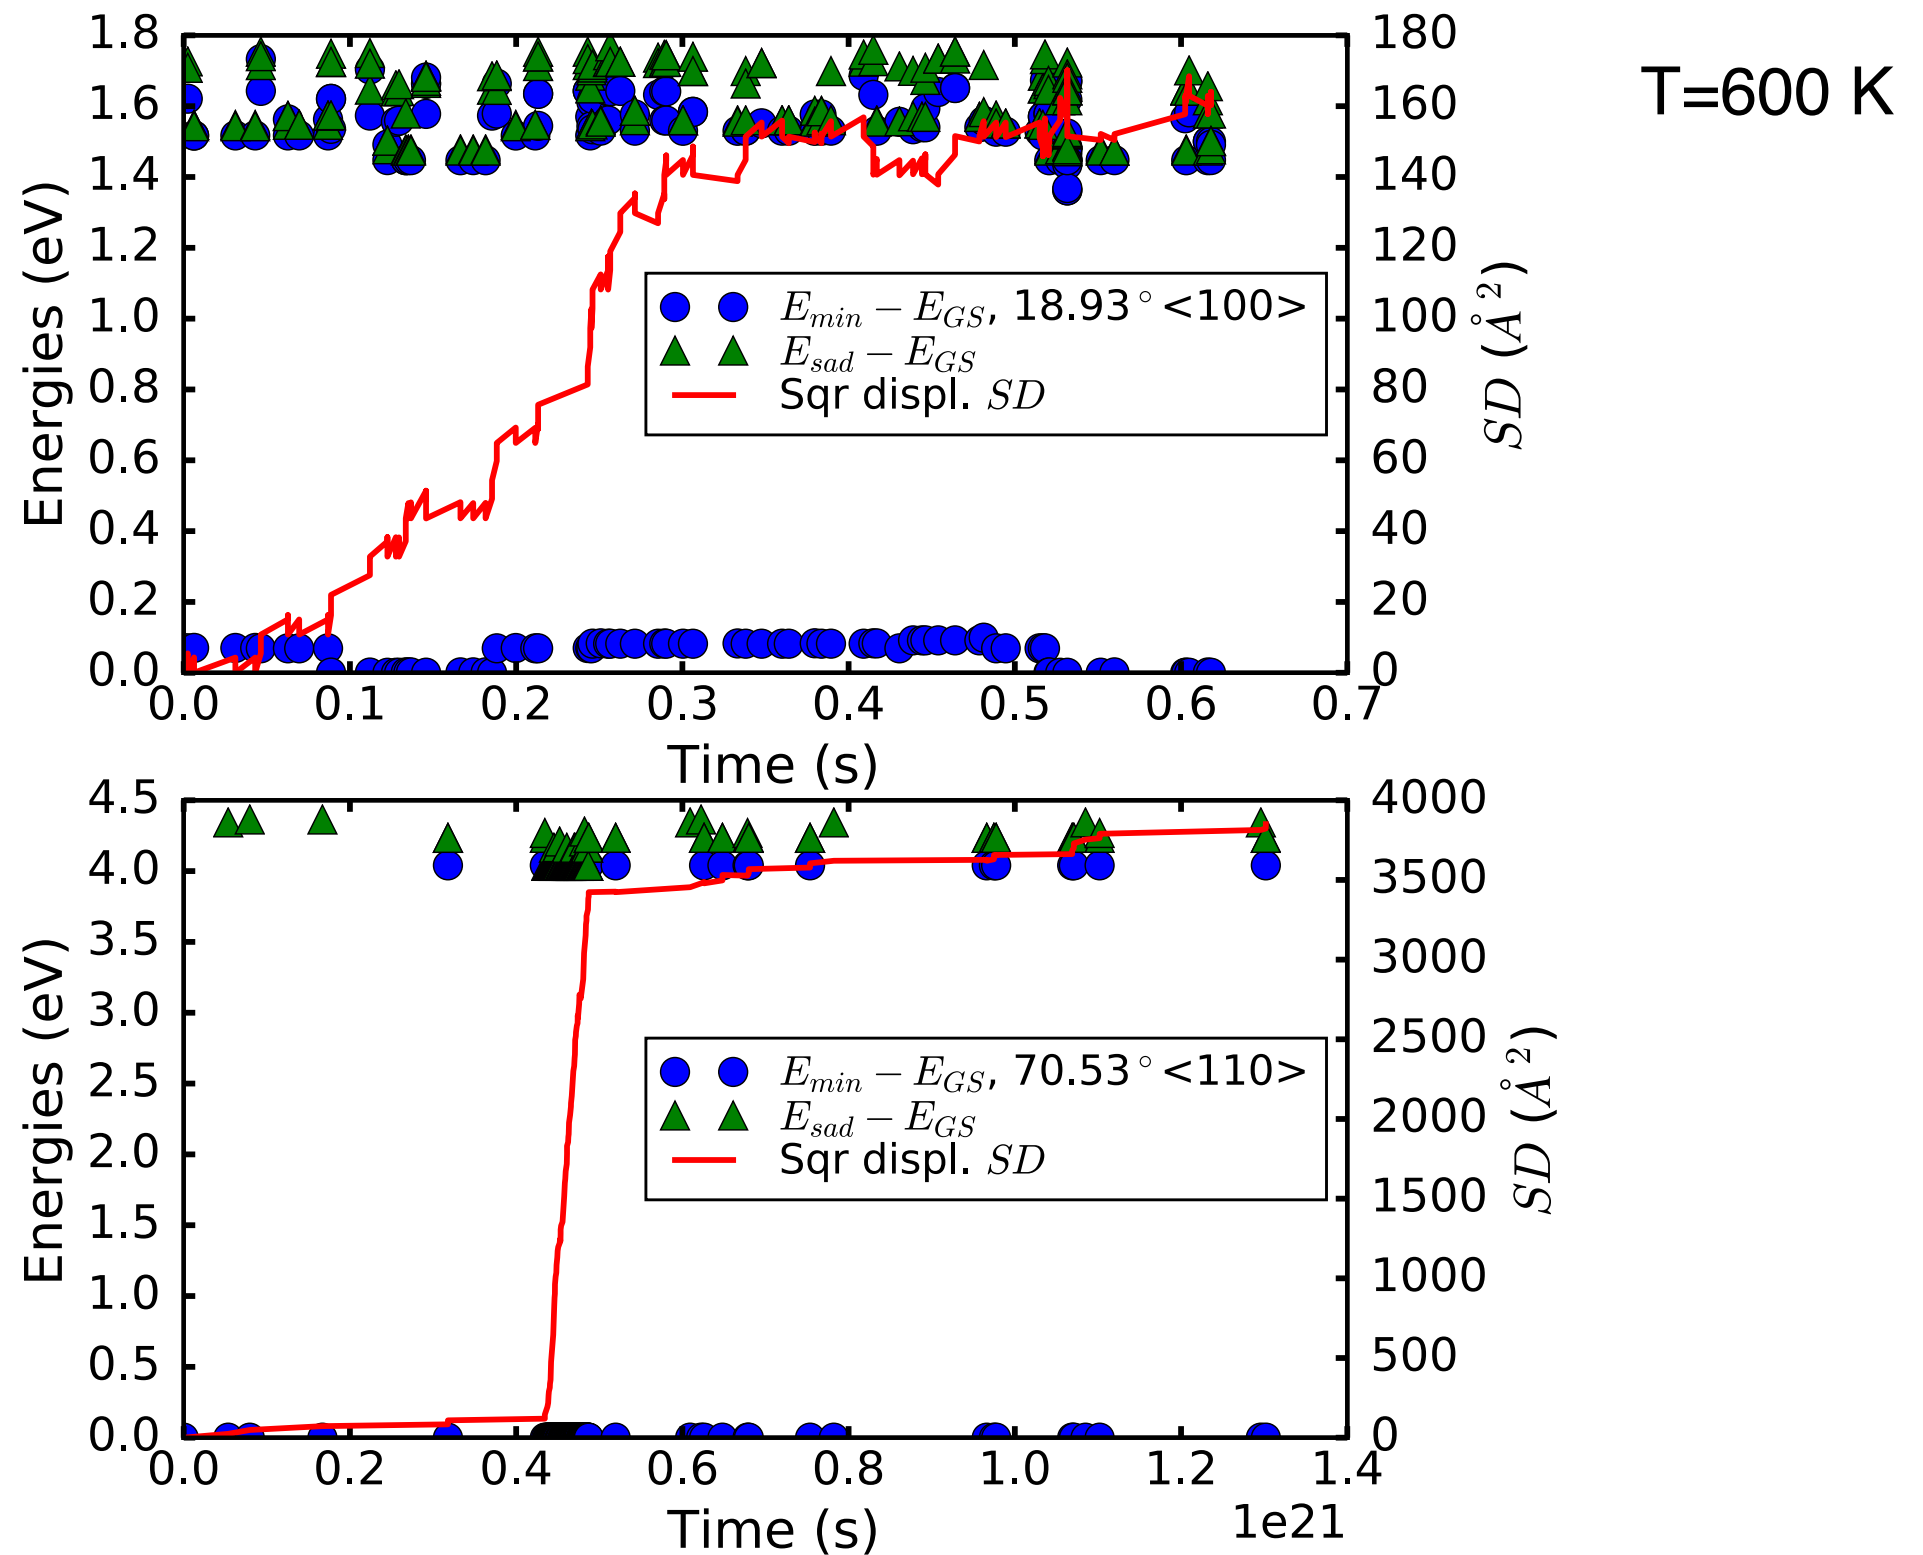 T=600 K
1.8
1.6
1.4
1.2
1.0
0.8
0.6
0.4
0.2
0.0
Energies (eV)
180
160
140
120
100
80
60
40
20
0
SD (Å²)
E_min − E_GS, 18.93°<100>
E_sad − E_GS
Sqr displ. SD
0.0 0.1 0.2 0.3 0.4 0.5 0.6 0.7
Time (s)
4.5
4.0
3.5
3.0
2.5
2.0
1.5
1.0
0.5
0.0
Energies (eV)
4000
3500
3000
2500
2000
1500
1000
500
0
SD (Å²)
E_min − E_GS, 70.53°<110>
E_sad − E_GS
Sqr displ. SD
0.0 0.2 0.4 0.6 0.8 1.0 1.2 1.4
Time (s)
1e21